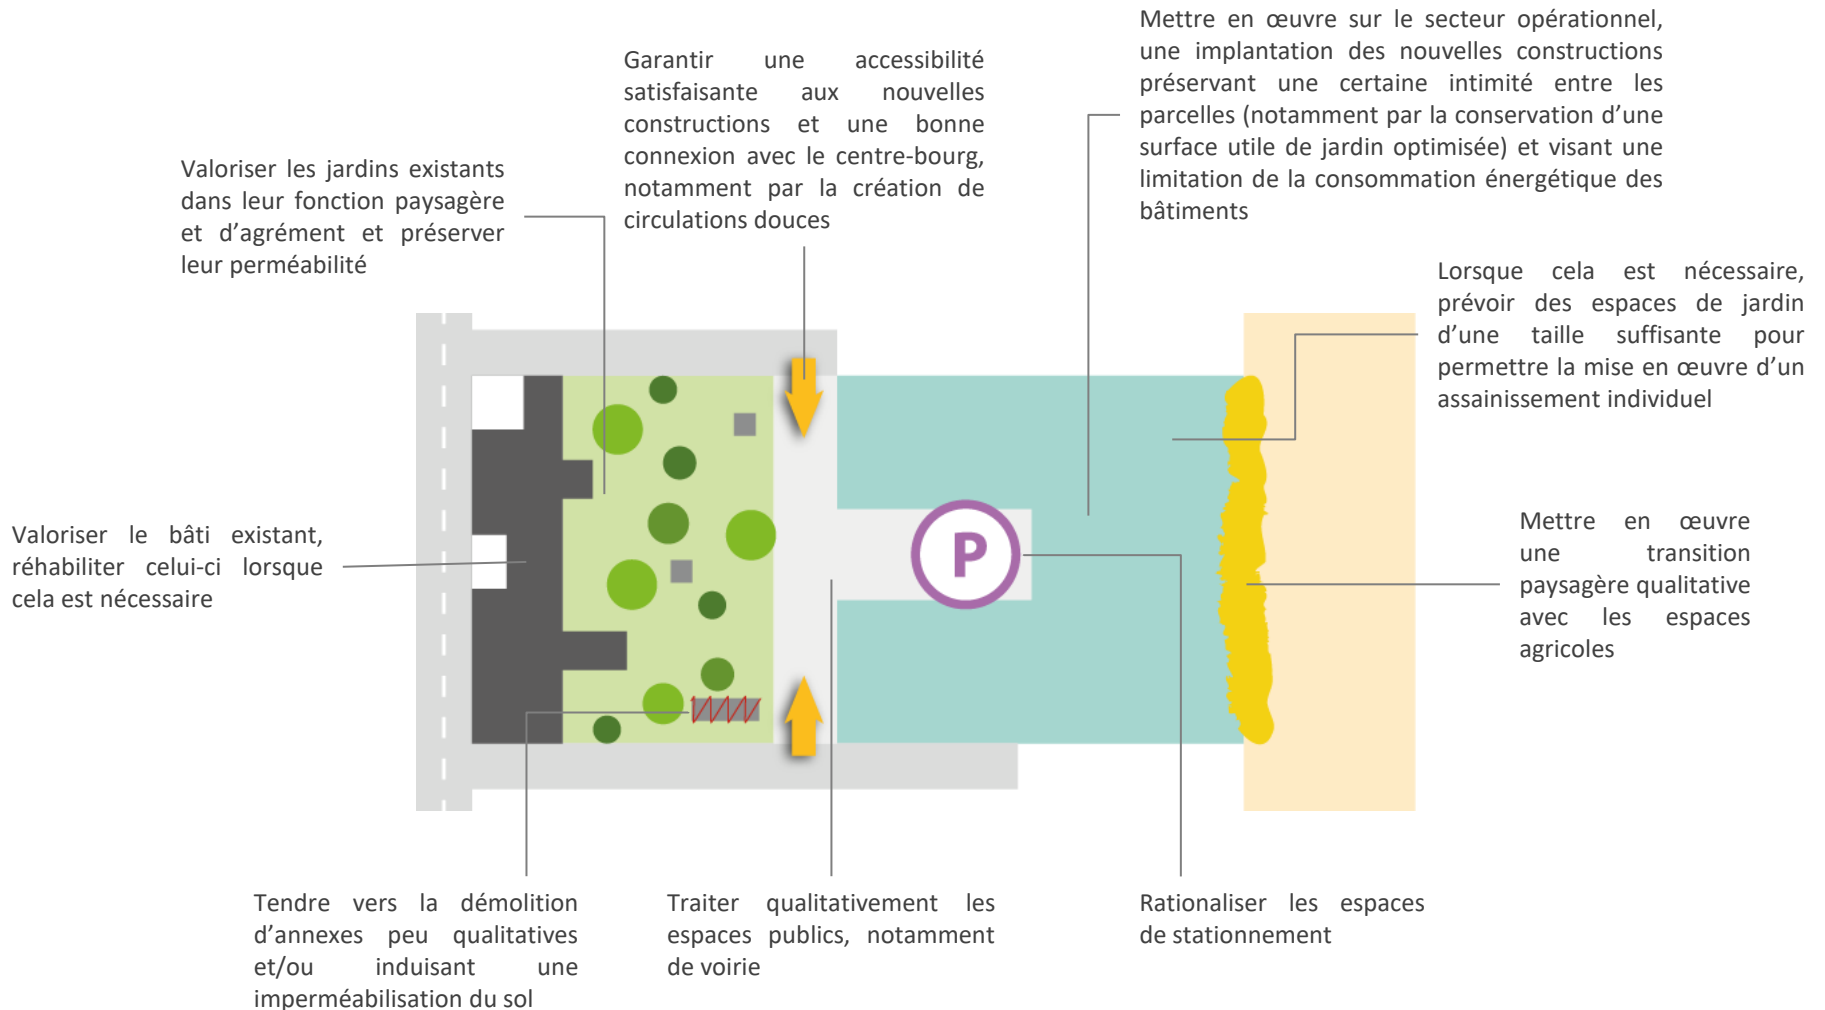 Mettre en œuvre sur le secteur opérationnel,
une implantation des nouvelles constructions
préservant une certaine intimité entre les
parcelles (notamment par la conservation d’une
surface utile de jardin optimisée) et visant une
limitation de la consommation énergétique des
bâtiments
Garantir une accessibilité
satisfaisante aux nouvelles
constructions et une bonne
connexion avec le centre-bourg,
notamment par la création de
circulations douces
Valoriser les jardins existants
dans leur fonction paysagère
et d’agrément et préserver
leur perméabilité
Lorsque cela est nécessaire,
prévoir des espaces de jardin
d’une taille suffisante pour
permettre la mise en œuvre d’un
assainissement individuel
Valoriser le bâti existant,
réhabiliter celui-ci lorsque
cela est nécessaire
P
Mettre en œuvre
une transition
paysagère qualitative
avec les espaces
agricoles
Tendre vers la démolition
d’annexes peu qualitatives
et/ou induisant une
imperméabilisation du sol
Traiter qualitativement les
espaces publics, notamment
de voirie
Rationaliser les espaces
de stationnement